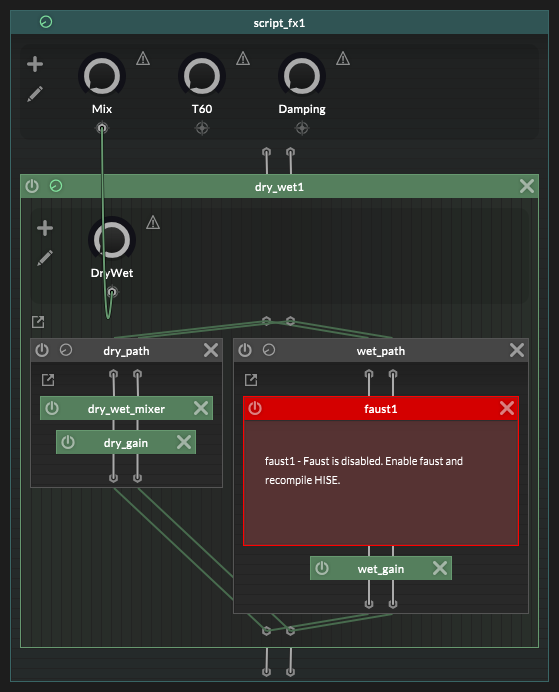 script_fx1
Mix
T60
Damping
dry_wet1
DryWet
dry_path
wet_path
dry_wet_mixer
dry_gain
faust1
faust1 - Faust is disabled. Enable faust and
recompile HISE.
wet_gain